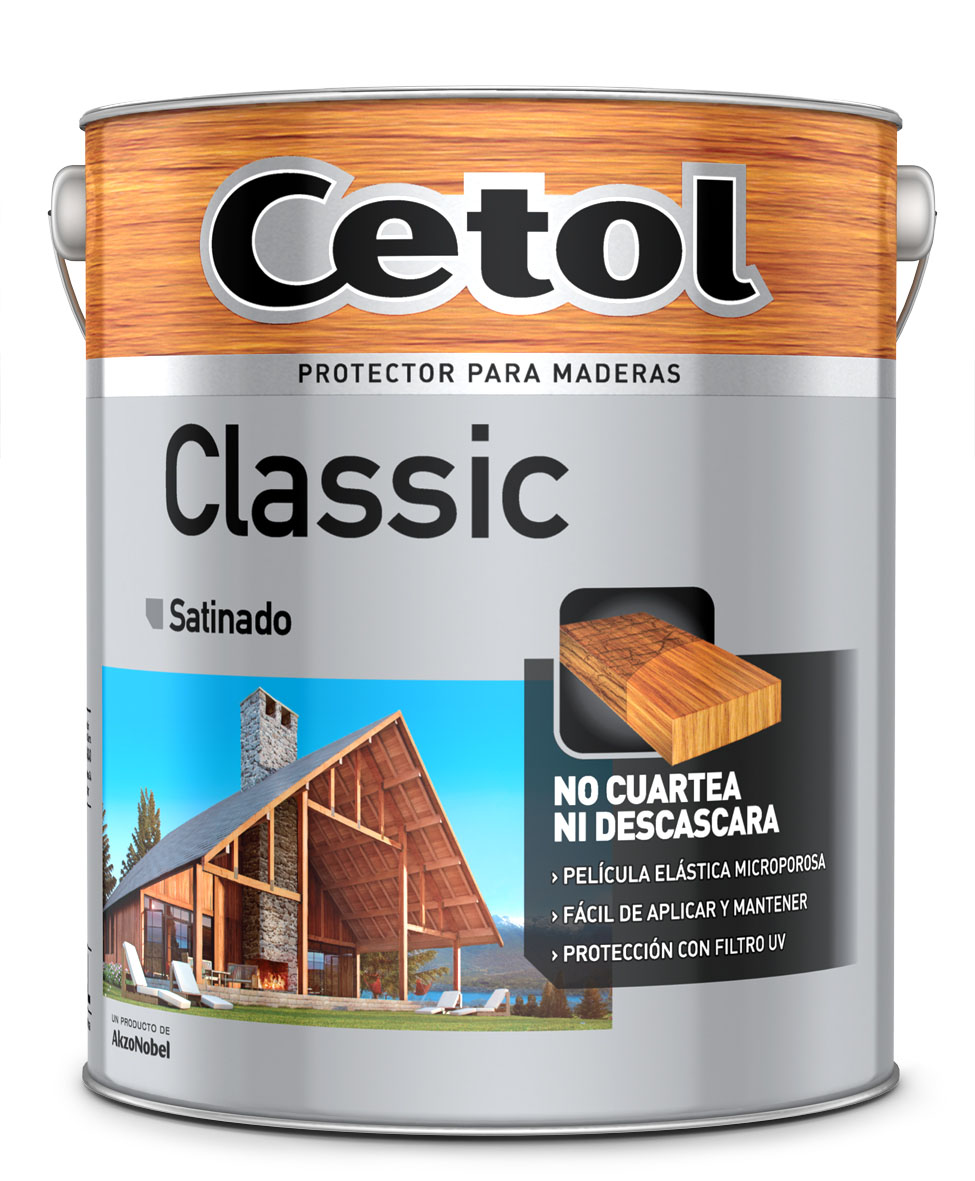 Cetol
PROTECTOR PARA MADERAS
Classic
Satinado
NO CUARTEA
NI DESCASCARA
› PELÍCULA ELÁSTICA MICROPOROSA
› FÁCIL DE APLICAR Y MANTENER
› PROTECCIÓN CON FILTRO UV
UN PRODUCTO DE
AkzoNobel